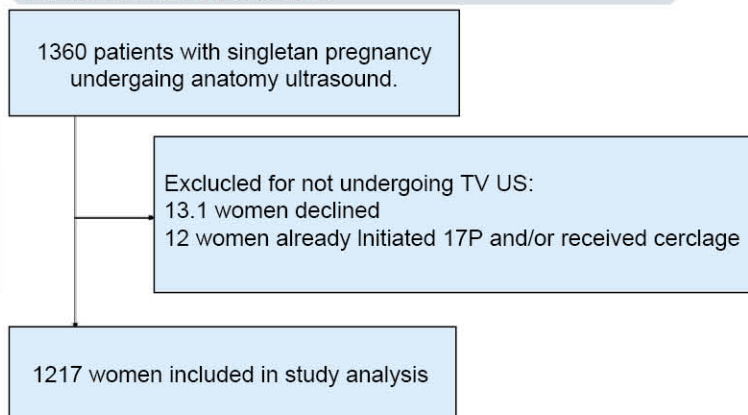 1360 patients with singletan pregnancy
undergaing anatomy ultrasound.
Exclucled for not undergoing TV US:
13.1 women declined
12 women already Initiated 17P and/or received cerclage
1217 women included in study analysis